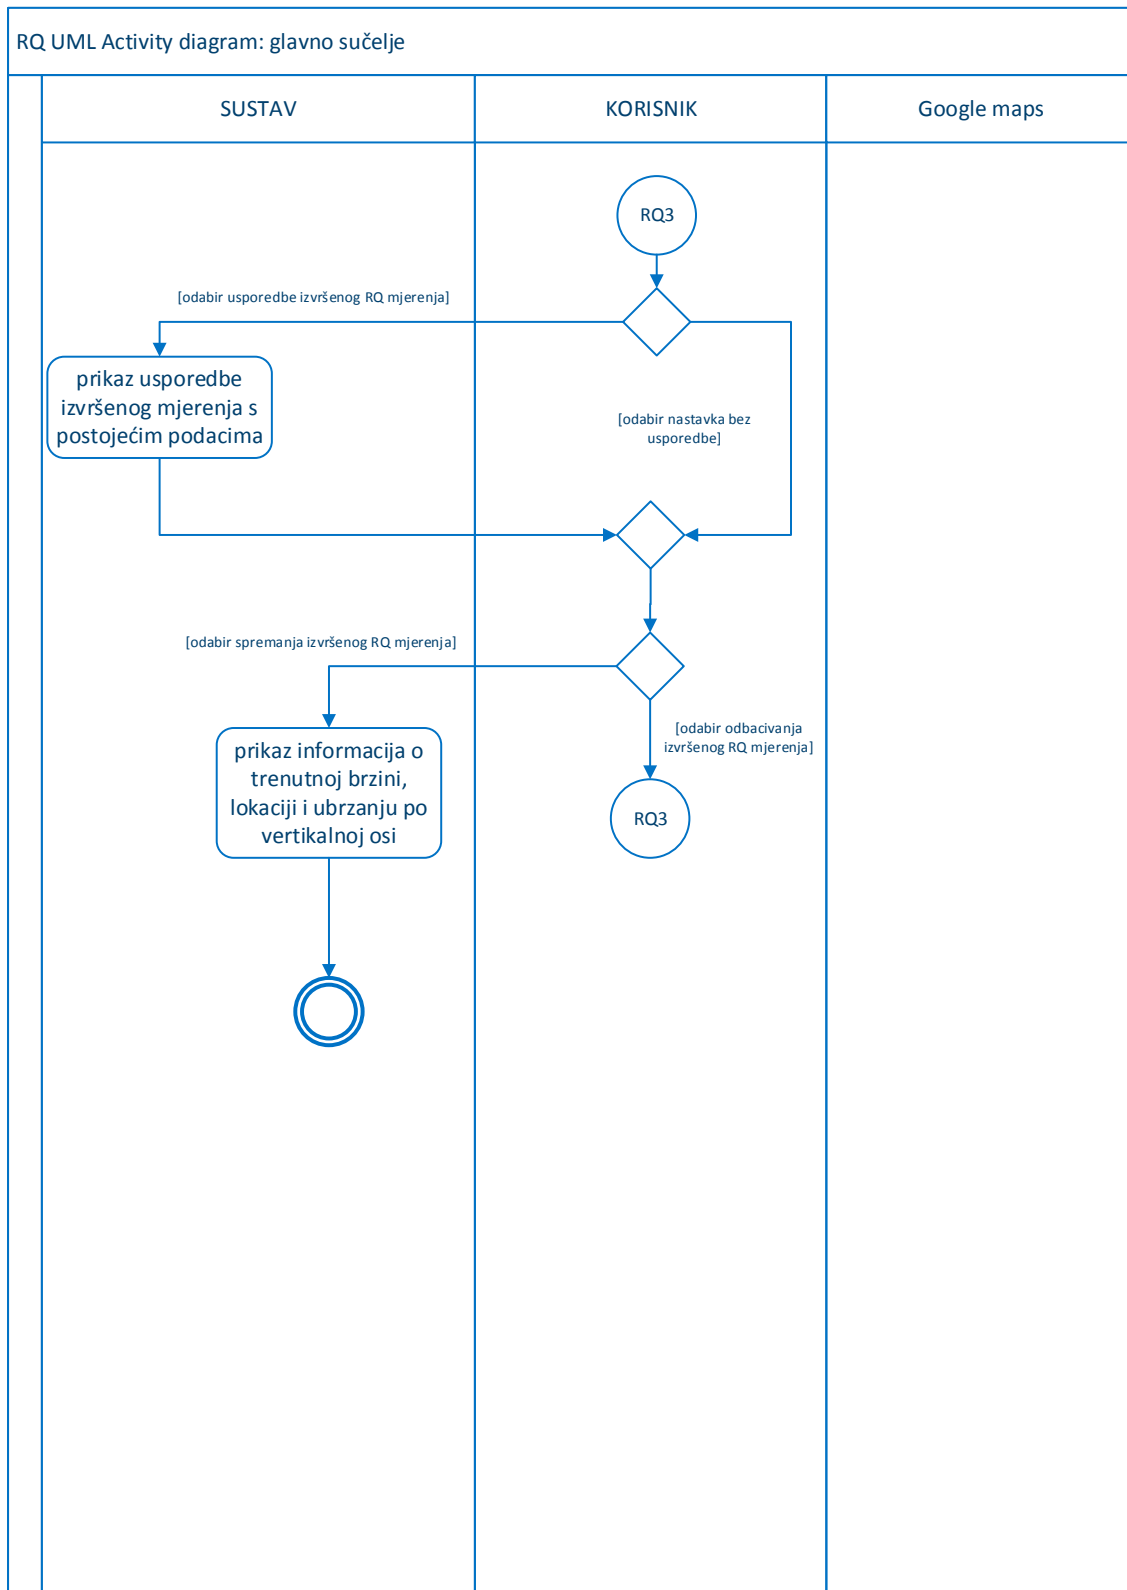 RQ UML Activity diagram: glavno sučelje
SUSTAV
KORISNIK
Google maps
RQ3
[odabir usporedbe izvršenog RQ mjerenja]
prikaz usporedbe
izvršenog mjerenja s
postojećim podacima
[odabir nastavka bez
usporedbe]
[odabir spremanja izvršenog RQ mjerenja]
[odabir odbacivanja
izvršenog RQ mjerenja]
prikaz informacija o
trenutnoj brzini,
lokaciji i ubrzanju po
vertikalnoj osi
RQ3